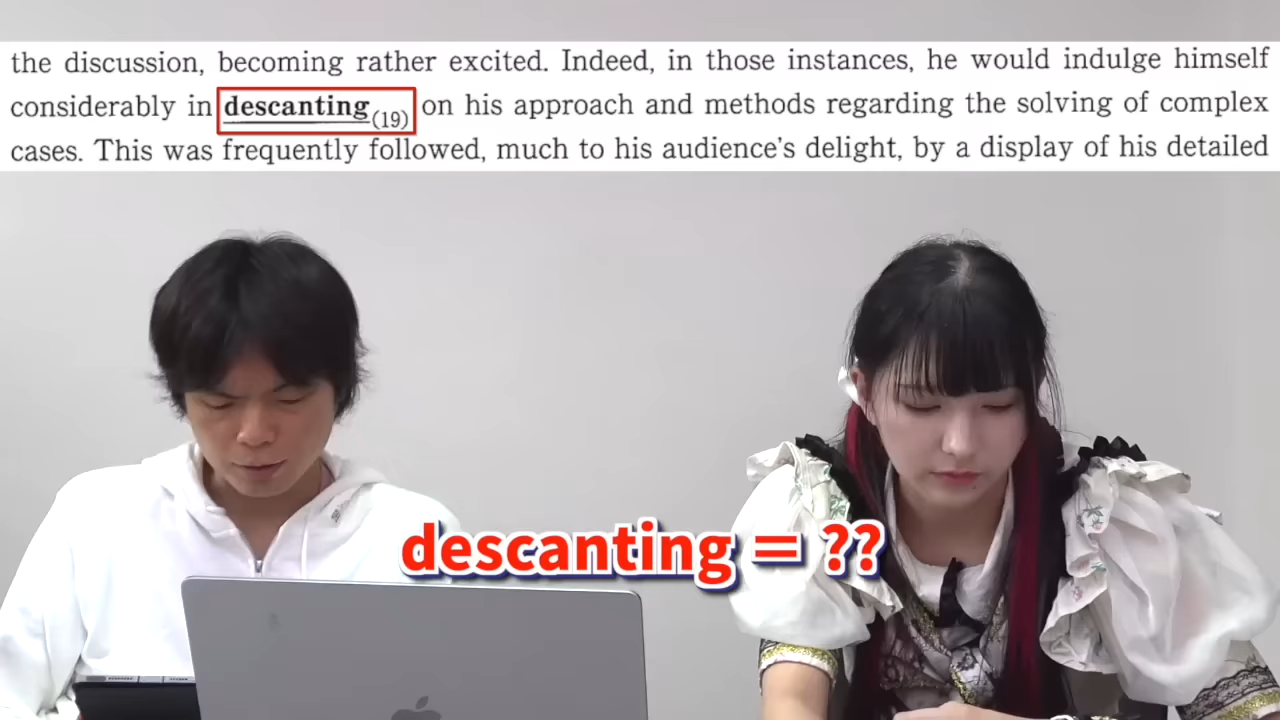 the discussion, becoming rather excited. Indeed, in those instances, he would indulge himself
considerably in descanting(19) on his approach and methods regarding the solving of complex
cases. This was frequently followed, much to his audience's delight, by a display of his detailed
descanting = ??